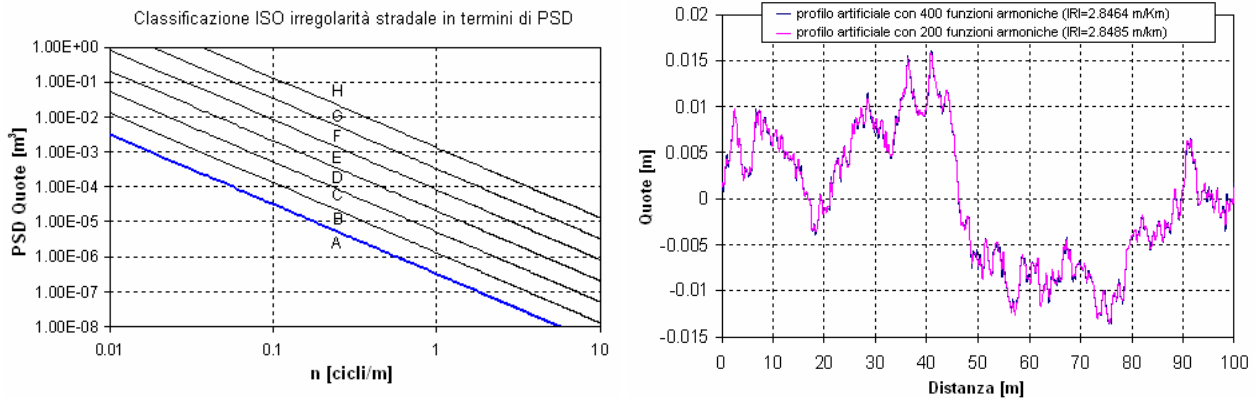 Classificazione ISO irregolarità stradale in termini di PSD
1.00E+00
1.00E-01
1.00E-02
1.00E-03
1.00E-04
1.00E-05
1.00E-06
1.00E-07
1.00E-08
PSD Quote [m³]
H
G
F
E
D
C
B
A
0.01
0.1
1
10
n [cicli/m]
profilo artificiale con 400 funzioni armoniche (IRI=2.8464 m/Km)
profilo artificiale con 200 funzioni armoniche (IRI=2.8485 m/km)
0.02
0.015
0.01
0.005
0
-0.005
-0.01
-0.015
Quote [m]
0
10
20
30
40
50
60
70
80
90
100
Distanza [m]